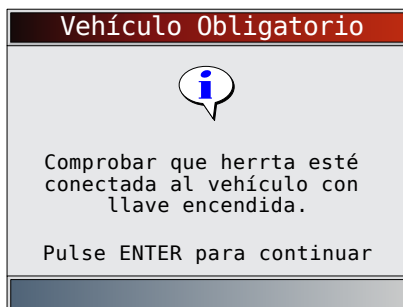 Vehículo Obligatorio
i
Comprobar que herrta esté
conectada al vehículo con
llave encendida.
Pulse ENTER para continuar